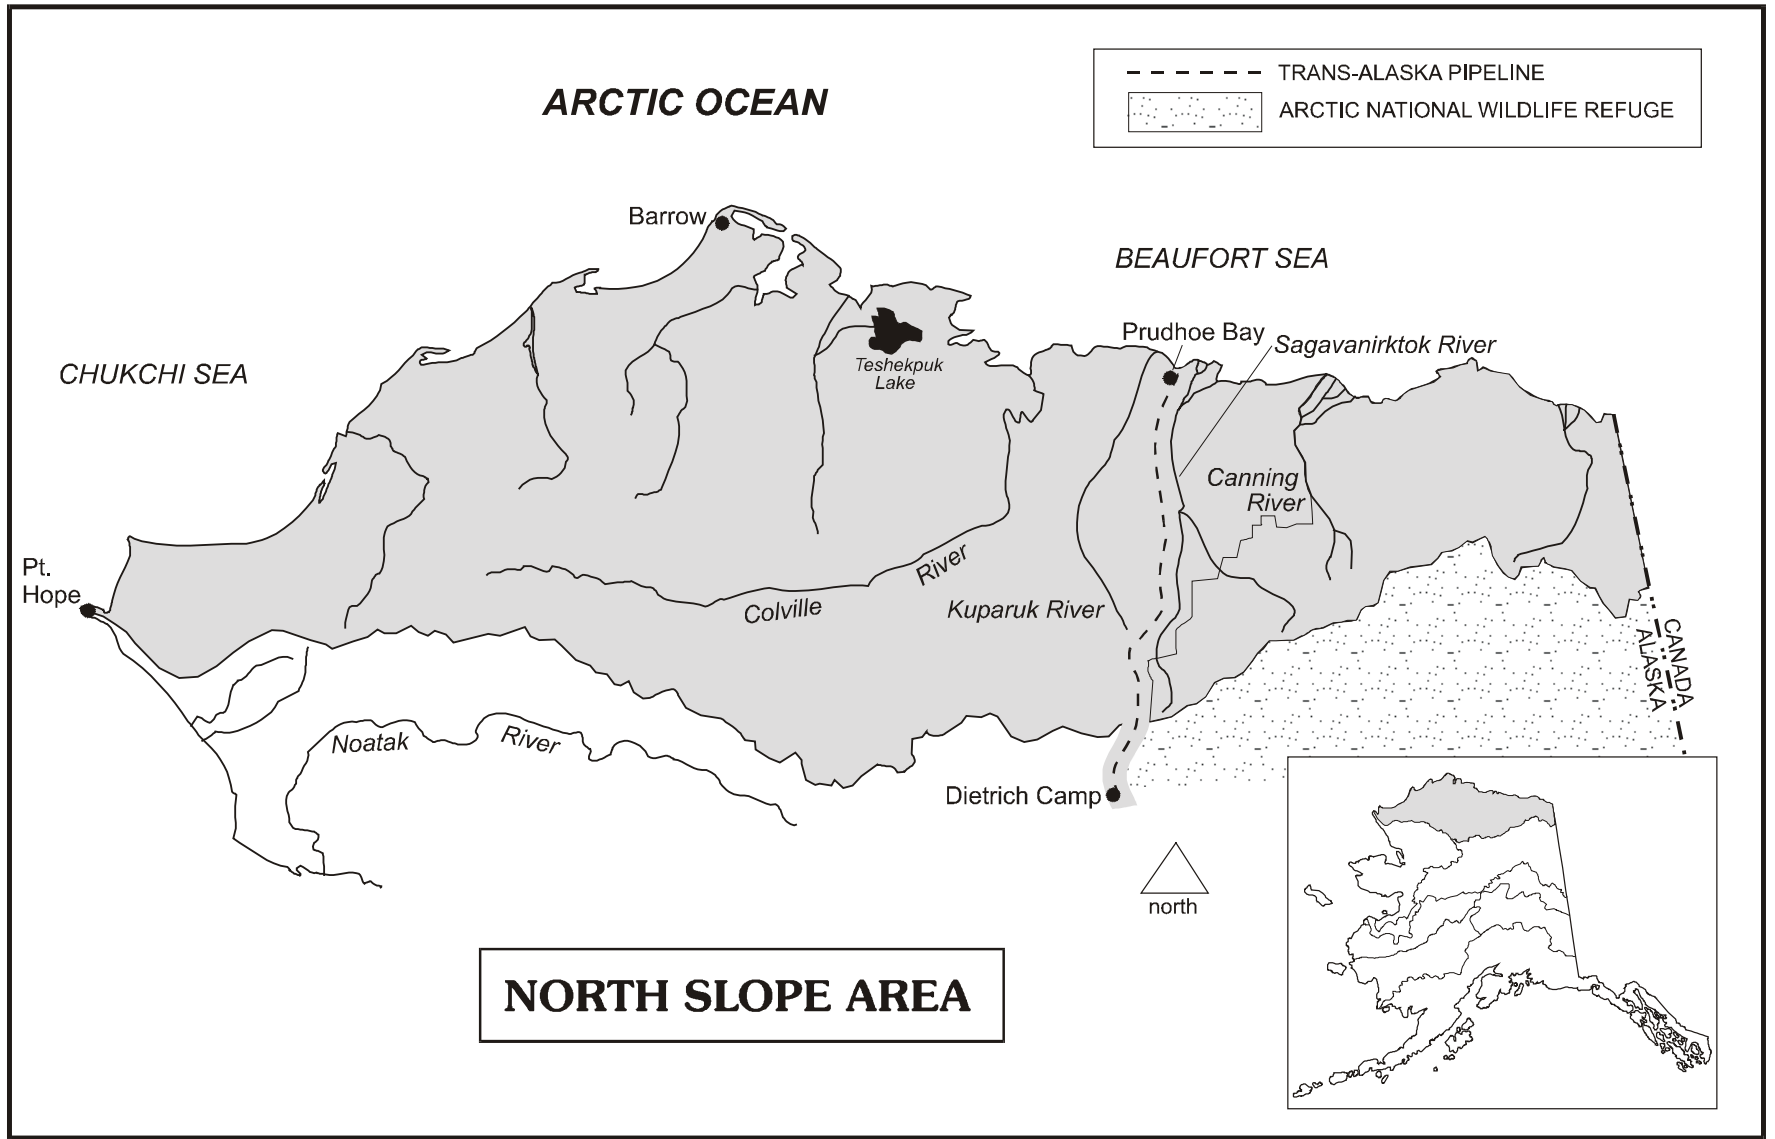 TRANS-ALASKA PIPELINE
ARCTIC NATIONAL WILDLIFE REFUGE
ARCTIC OCEAN
Barrow
BEAUFORT SEA
Prudhoe Bay
Sagavanirktok River
CHUKCHI SEA
Teshekpuk
Lake
Canning
River
Pt.
Hope
River
Colville
Kuparuk River
CANADA
ALASKA
Noatak
River
Dietrich Camp
north
NORTH SLOPE AREA